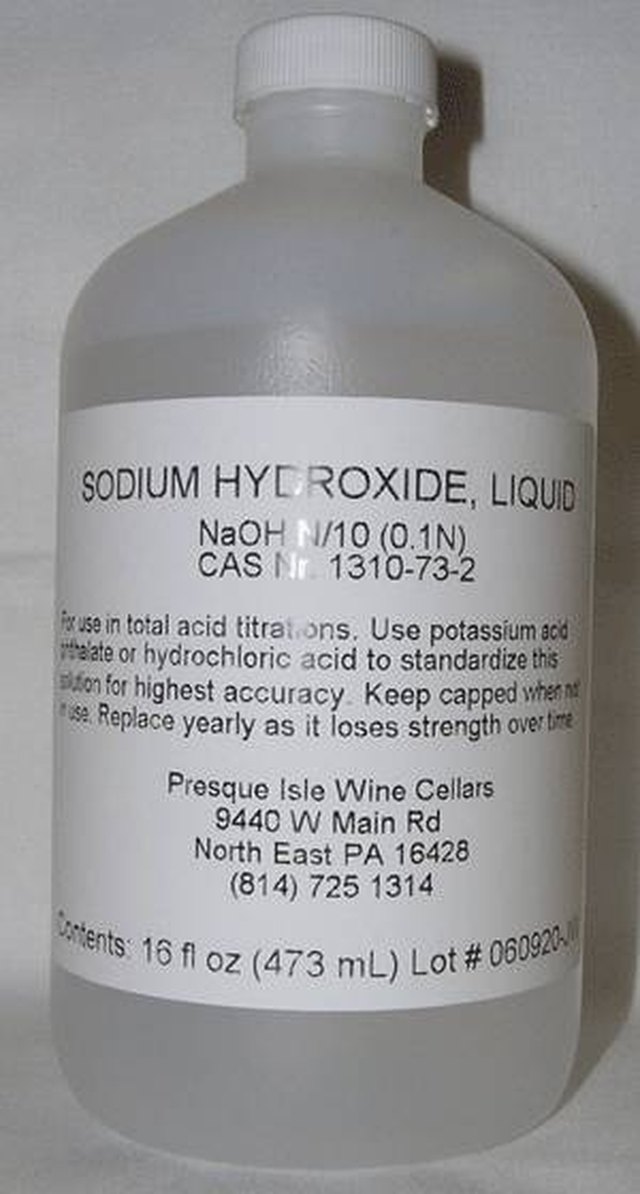 SODIUM HYDROXIDE, LIQUID
NaOH N/10 (0.1N)
CAS Nr. 1310-73-2
For use in total acid titrations. Use potassium acid
phthalate or hydrochloric acid to standardize this
solution for highest accuracy. Keep capped when not
in use. Replace yearly as it loses strength over time
Presque Isle Wine Cellars
9440 W Main Rd
North East PA 16428
(814) 725 1314
Contents: 16 fl oz (473 mL) Lot #